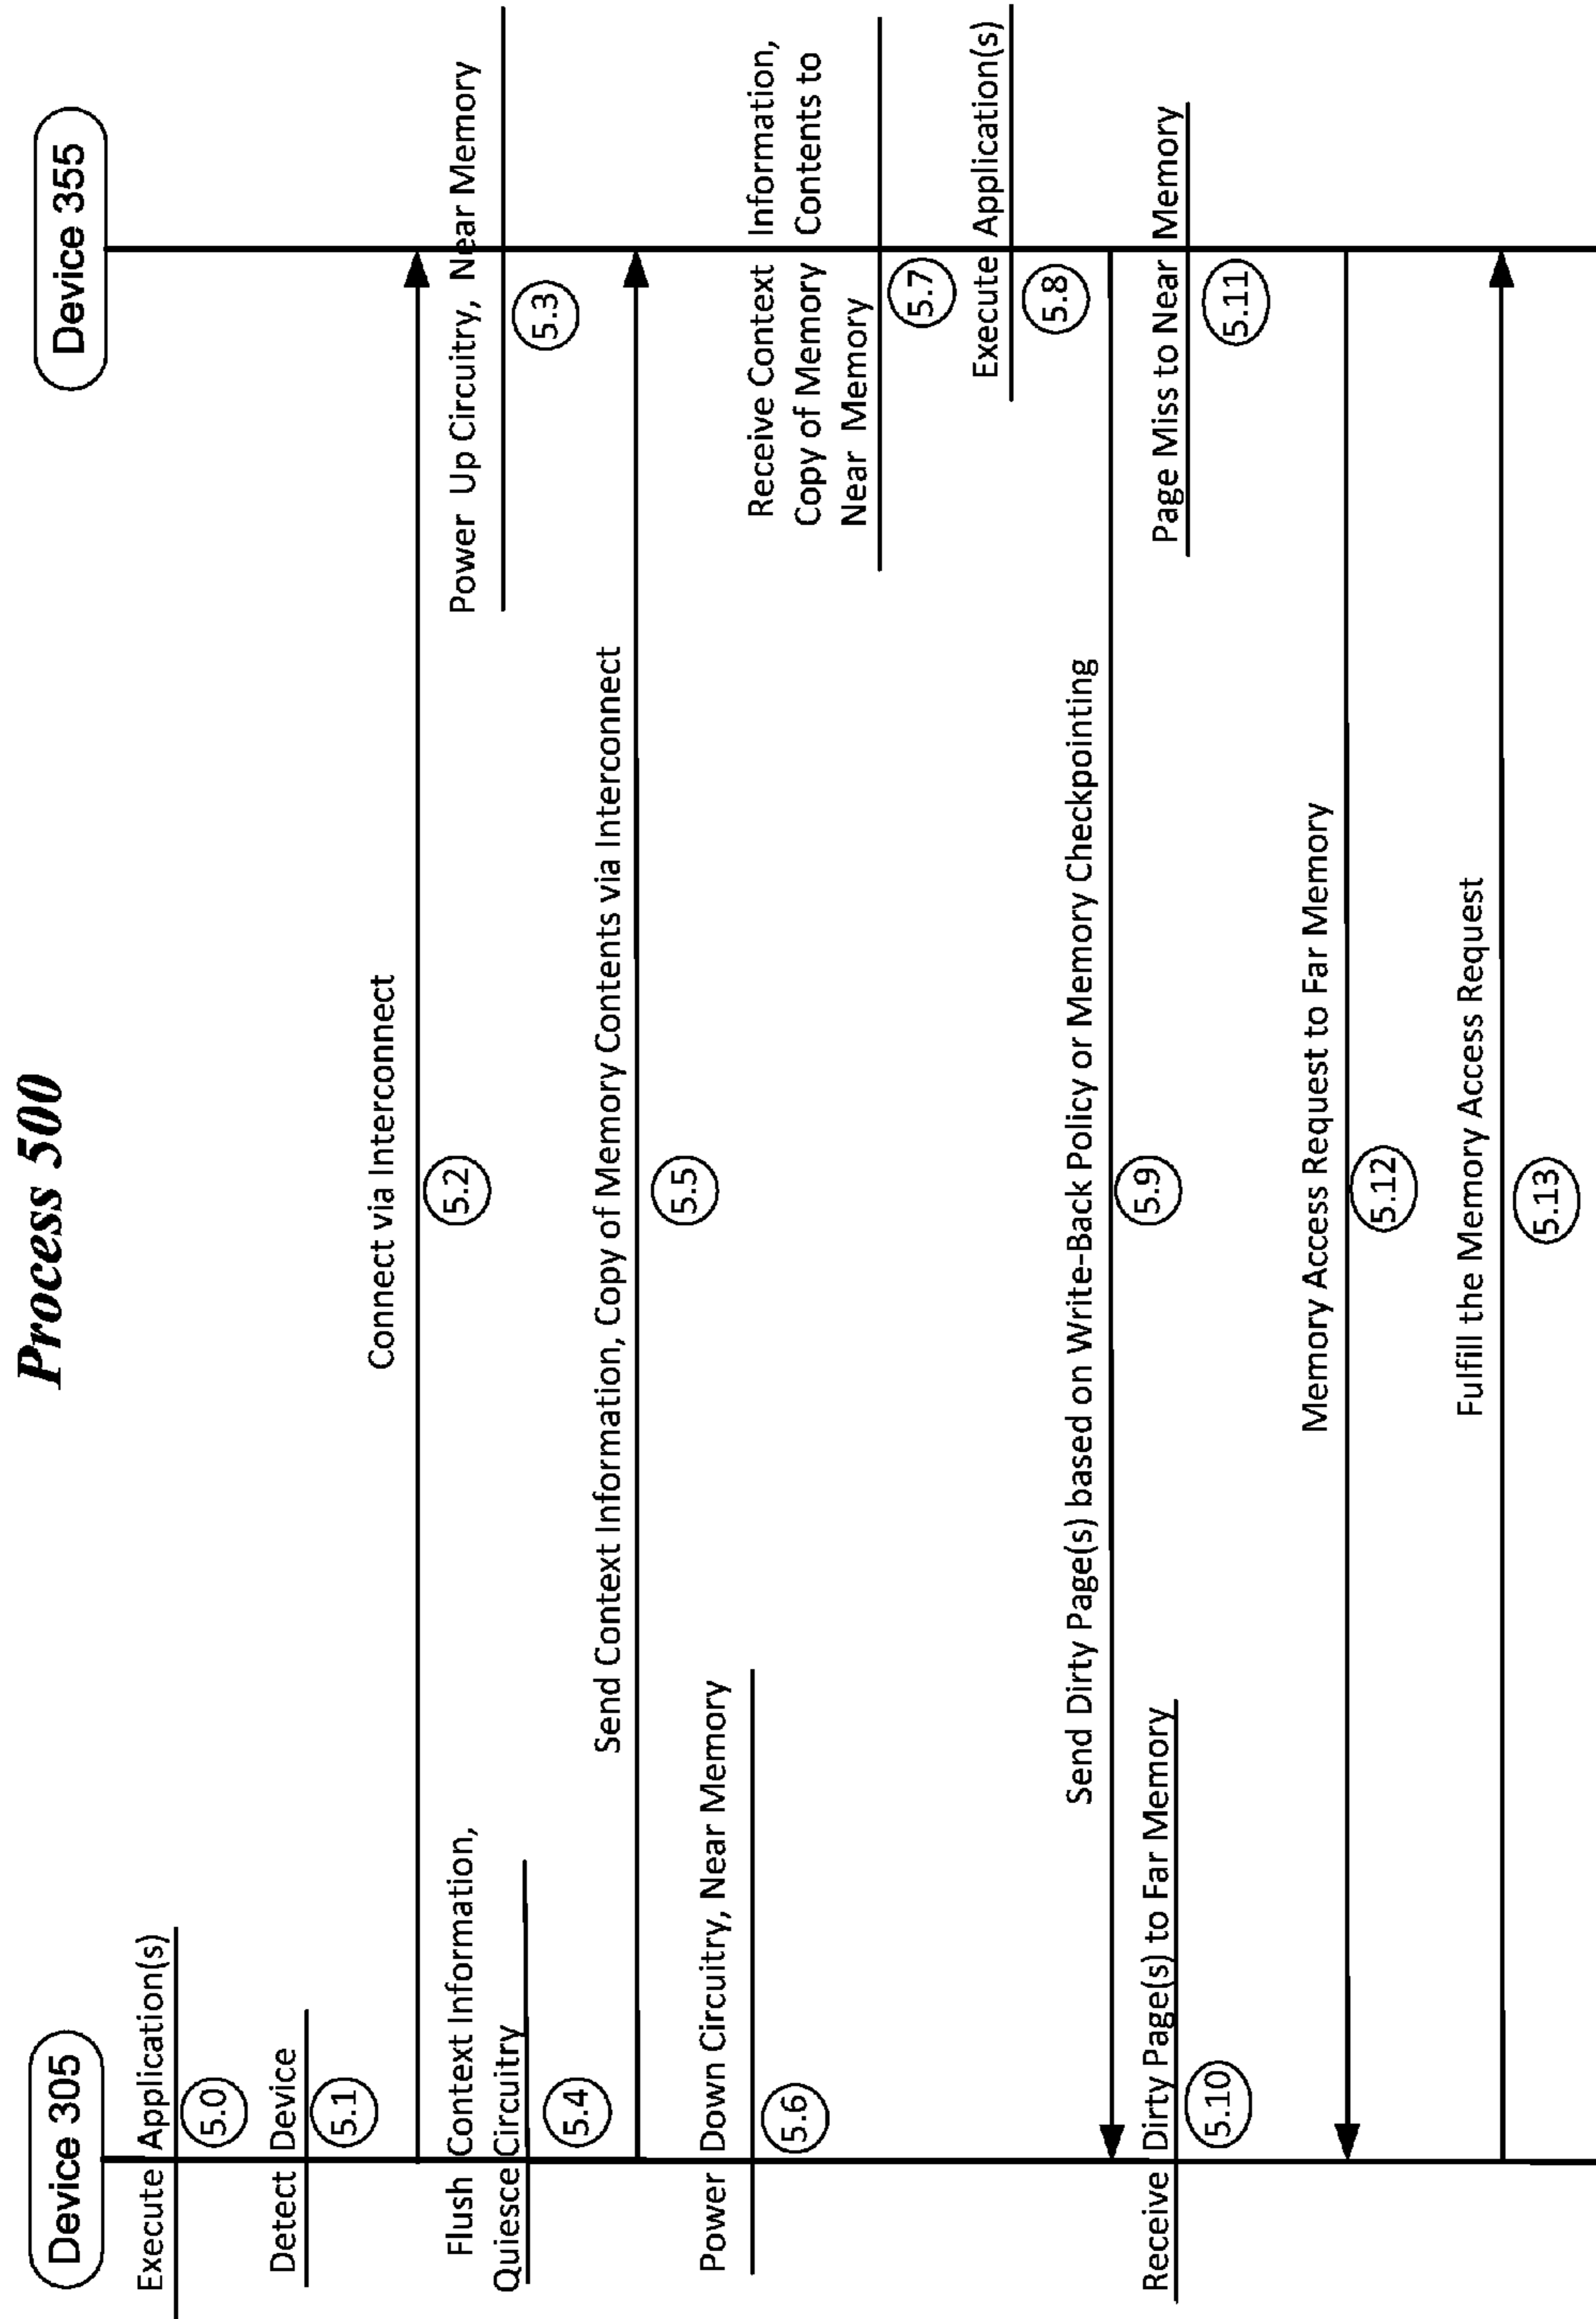 Process 500
Device 305
Device 355
Execute Application(s)
5.0
Detect Device
5.1
Connect via Interconnect
5.2
Power Up Circuitry, Near Memory
5.3
Flush Context Information,
Quiesce Circuitry
5.4
Send Context Information, Copy of Memory Contents via Interconnect
5.5
Power Down Circuitry, Near Memory
5.6
Receive Context Information,
Copy of Memory Contents to
Near Memory
5.7
Execute Application(s)
5.8
Send Dirty Page(s) based on Write-Back Policy or Memory Checkpointing
5.9
Receive Dirty Page(s) to Far Memory
5.10
Page Miss to Near Memory
5.11
Memory Access Request to Far Memory
5.12
Fulfill the Memory Access Request
5.13